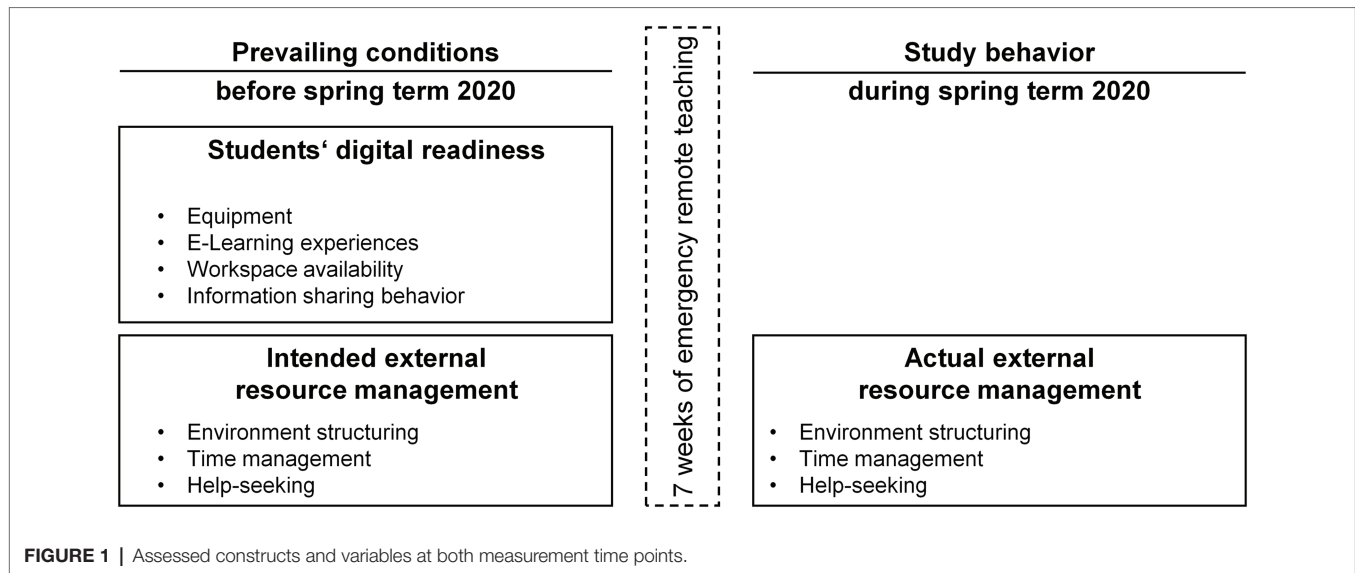 Prevailing conditions
before spring term 2020
Students‘ digital readiness
• Equipment
• E-Learning experiences
• Workspace availability
• Information sharing behavior
Intended external
resource management
• Environment structuring
• Time management
• Help-seeking
7 weeks of emergency remote teaching
Study behavior
during spring term 2020
Actual external
resource management
• Environment structuring
• Time management
• Help-seeking
FIGURE 1 | Assessed constructs and variables at both measurement time points.